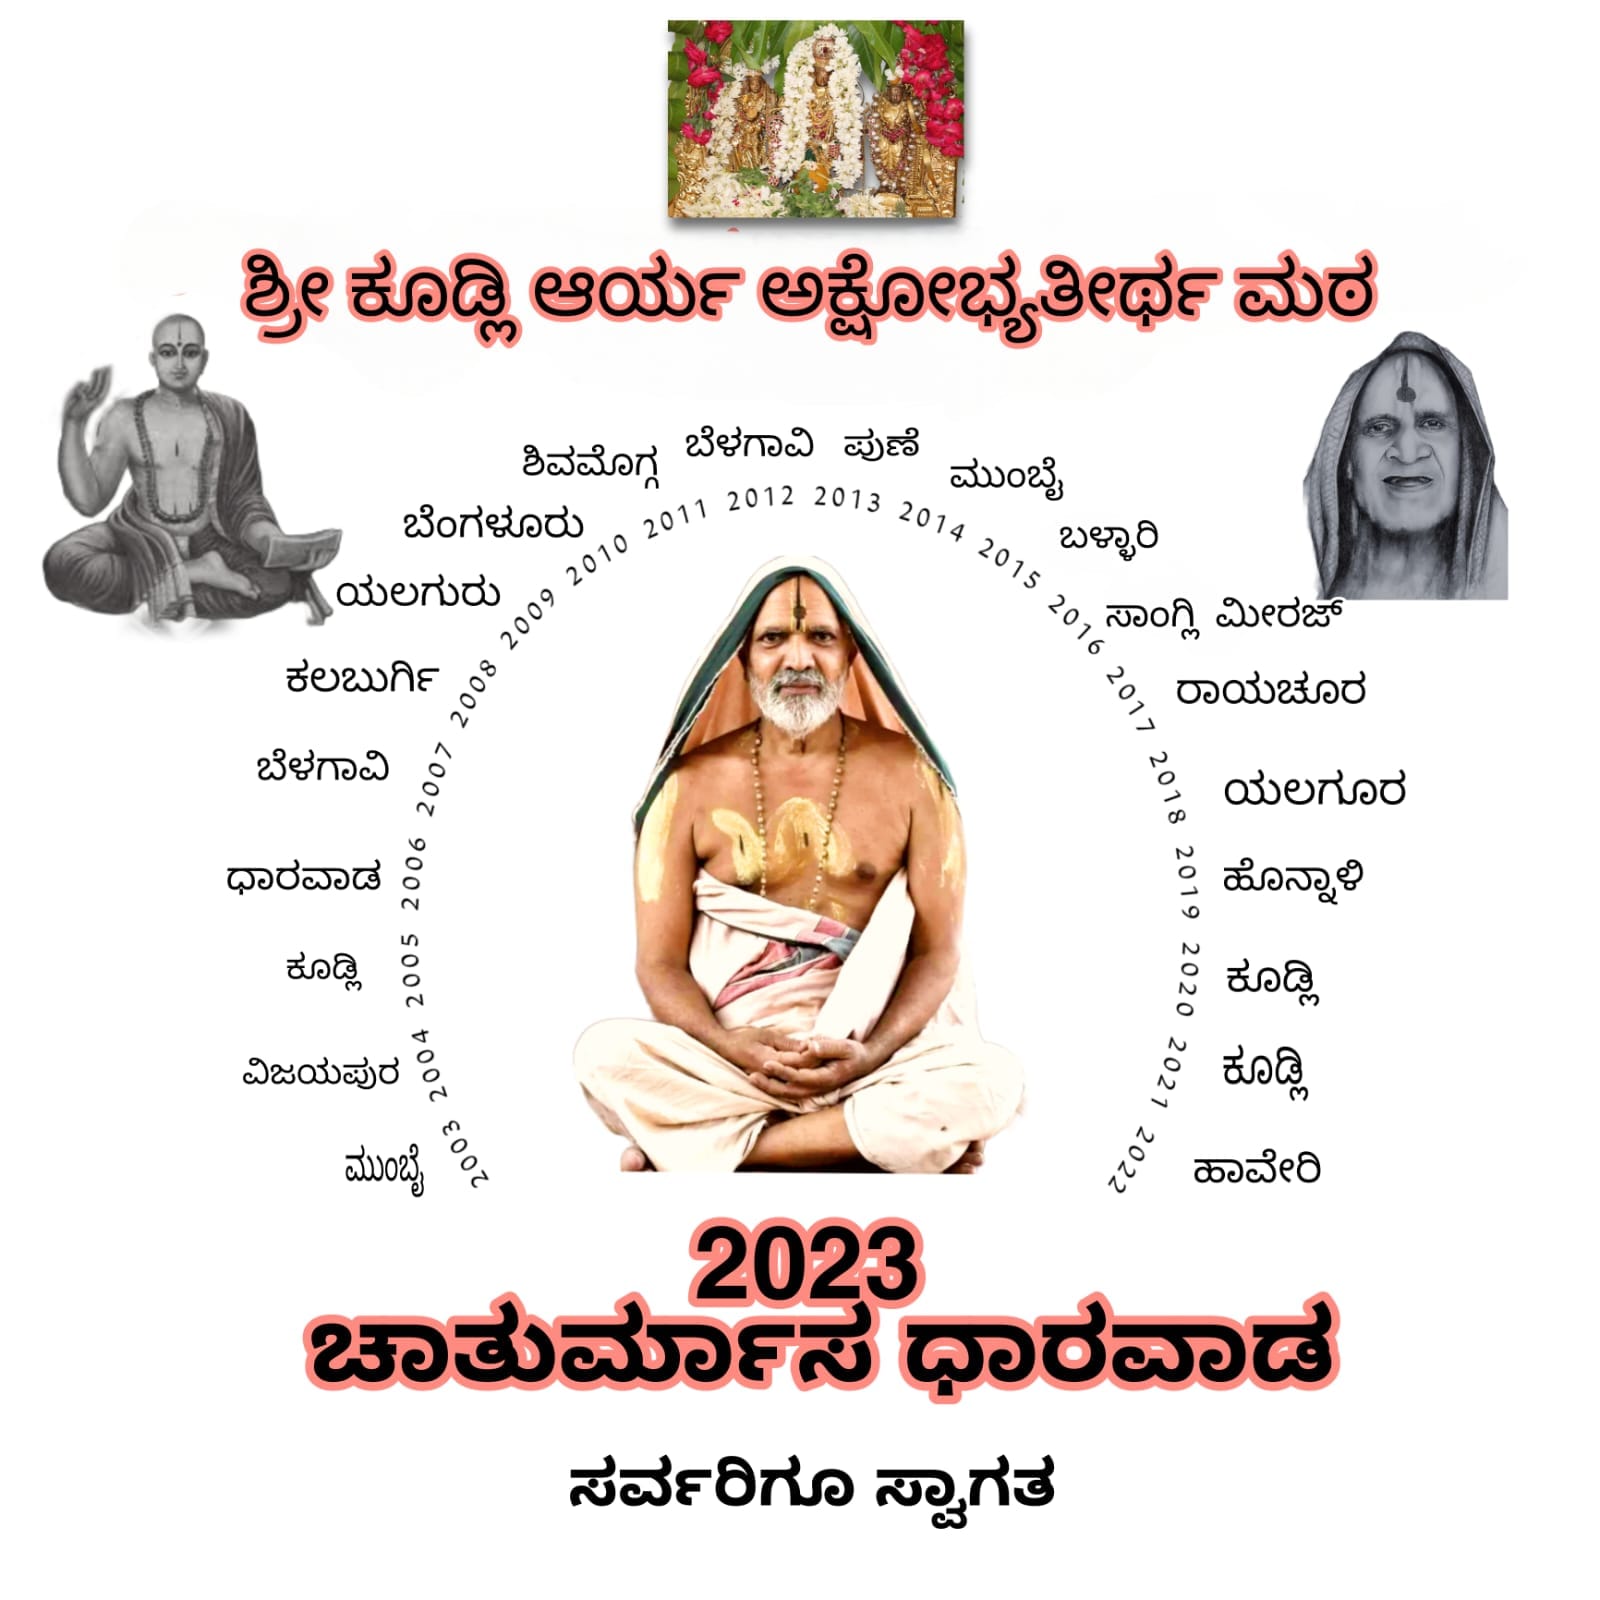 ಶ್ರೀ ಕೂಡ್ಲಿ ಆರ್ಯ ಅಕ್ಷೋಭ್ಯತೀರ್ಥ ಮಠ
ಮುಂಬೈ 2003
ವಿಜಯಪುರ 2004
ಕೂಡ್ಲಿ 2005
ಧಾರವಾಡ 2006
ಬೆಳಗಾವಿ 2007
ಕಲಬುರ್ಗಿ 2008
ಯಲಗುರು 2009
ಬೆಂಗಳೂರು 2010
ಶಿವಮೊಗ್ಗ 2011
ಬೆಳಗಾವಿ 2012
ಪುಣೆ 2013
ಮುಂಬೈ 2014
ಬಳ್ಳಾರಿ 2015
ಸಾಂಗ್ಲಿ ಮೀರಜ್ 2016
ರಾಯಚೂರ 2017
ಯಲಗೂರ 2018
ಹೊನ್ನಾಳಿ 2019
ಕೂಡ್ಲಿ 2020
ಕೂಡ್ಲಿ 2021
ಹಾವೇರಿ 2022
2023
ಚಾತುರ್ಮಾಸ ಧಾರವಾಡ
ಸರ್ವರಿಗೂ ಸ್ವಾಗತ